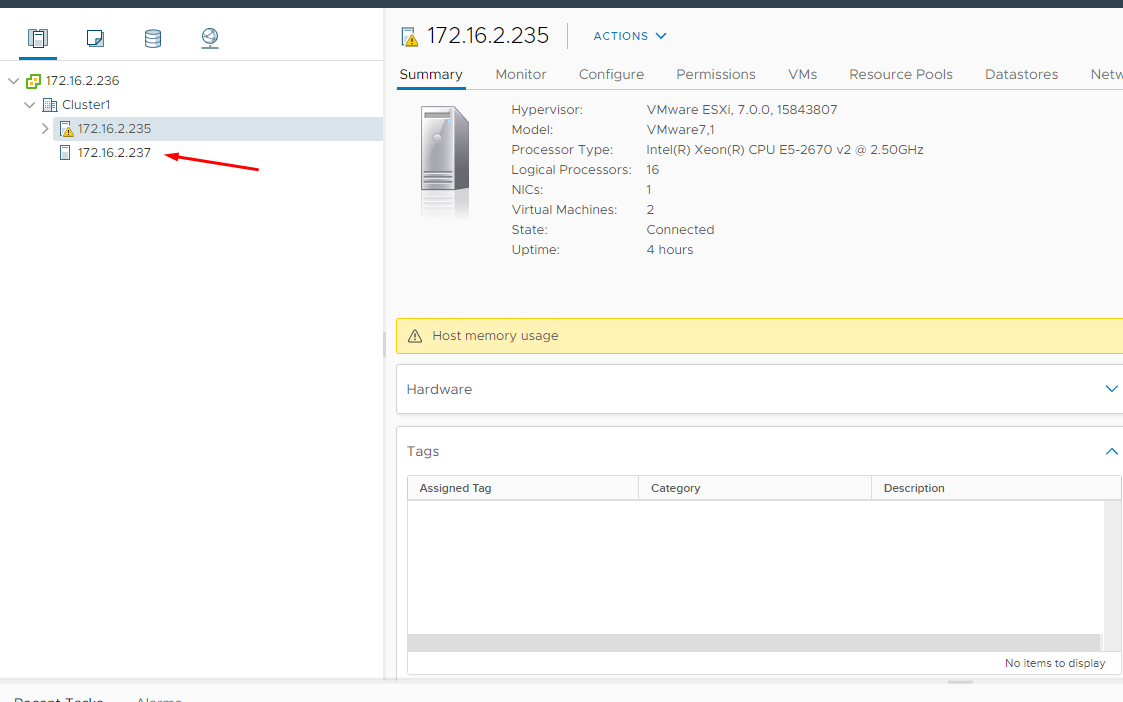 172.16.2.236
Cluster1
172.16.2.235
172.16.2.237
172.16.2.235
ACTIONS
Summary Monitor Configure Permissions VMs Resource Pools Datastores Netw
Hypervisor: VMware ESXi, 7.0.0, 15843807
Model: VMware7,1
Processor Type: Intel(R) Xeon(R) CPU E5-2670 v2 @ 2.50GHz
Logical Processors: 16
NICs: 1
Virtual Machines: 2
State: Connected
Uptime: 4 hours
Host memory usage
Hardware
Tags
Assigned Tag Category Description
No items to display
Recent Tasks Alarms